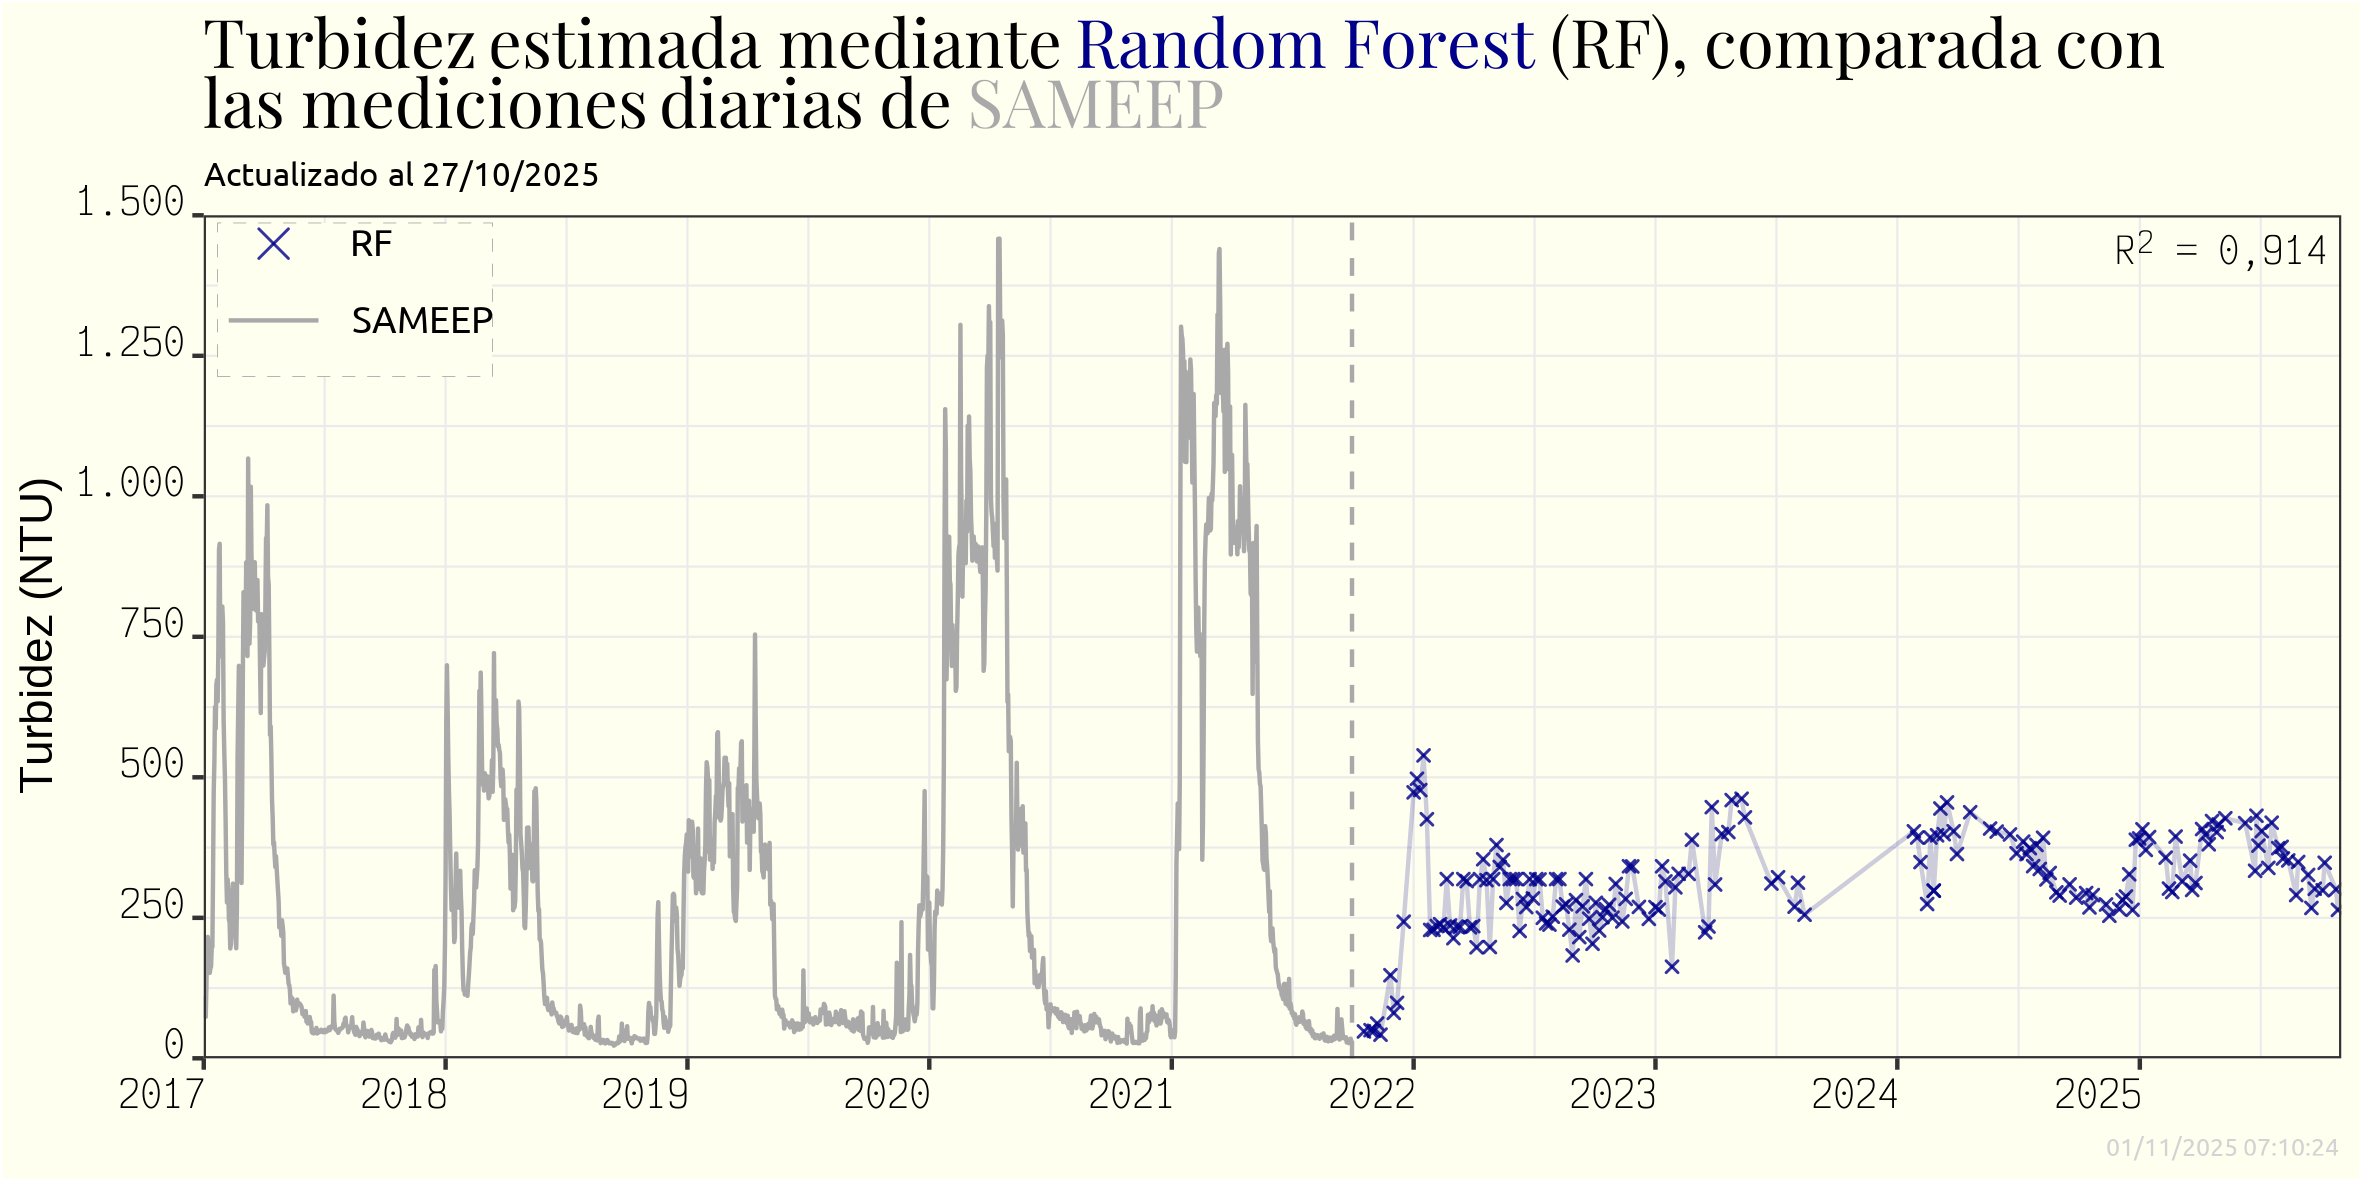 Turbidez estimada mediante Random Forest (RF), comparada con
las mediciones diarias de SAMEEP
Actualizado al 27/10/2025
1.500
1.250
1.000
750
500
250
0
Turbidez (NTU)
RF
SAMEEP
R² = 0,914
2017 2018 2019 2020 2021 2022 2023 2024 2025
01/11/2025 07:10:24